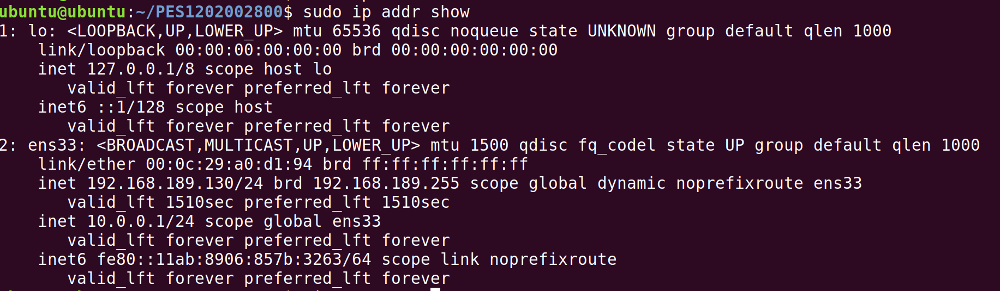 ubuntu@ubuntu:~/PES1202002800$ sudo ip addr show
1: lo: <LOOPBACK,UP,LOWER_UP> mtu 65536 qdisc noqueue state UNKNOWN group default qlen 1000
    link/loopback 00:00:00:00:00:00 brd 00:00:00:00:00:00
    inet 127.0.0.1/8 scope host lo
       valid_lft forever preferred_lft forever
    inet6 ::1/128 scope host
       valid_lft forever preferred_lft forever
2: ens33: <BROADCAST,MULTICAST,UP,LOWER_UP> mtu 1500 qdisc fq_codel state UP group default qlen 1000
    link/ether 00:0c:29:a0:d1:94 brd ff:ff:ff:ff:ff:ff
    inet 192.168.189.130/24 brd 192.168.189.255 scope global dynamic noprefixroute ens33
       valid_lft 1510sec preferred_lft 1510sec
    inet 10.0.0.1/24 scope global ens33
       valid_lft forever preferred_lft forever
    inet6 fe80::11ab:8906:857b:3263/64 scope link noprefixroute
       valid_lft forever preferred_lft forever